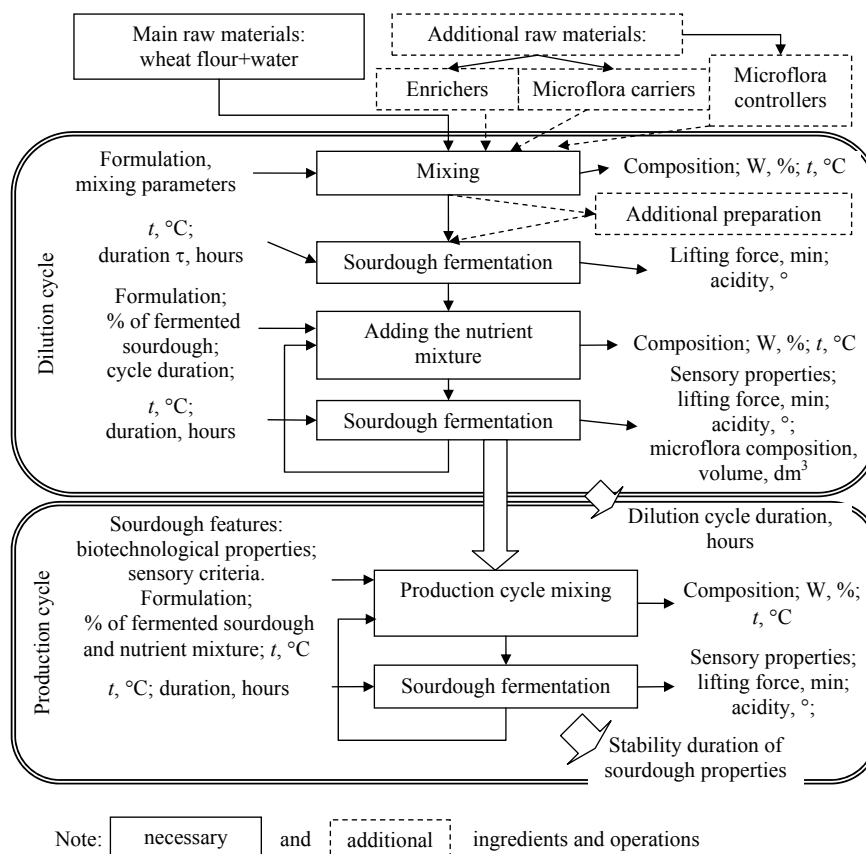 Main raw materials:
wheat flour+water
Additional raw materials:
Enrichers
Microflora carriers
Microflora
controllers
Dilution cycle
Formulation,
mixing parameters
Mixing
Composition; W, %; t, °C
Additional preparation
t, °C;
duration τ, hours
Sourdough fermentation
Lifting force, min;
acidity, °
Formulation;
% of fermented
sourdough;
cycle duration;
Adding the nutrient
mixture
Composition; W, %; t, °C
t, °C;
duration, hours
Sourdough fermentation
Sensory properties;
lifting force, min;
acidity, °;
microflora composition,
volume, dm³
Dilution cycle duration,
hours
Production cycle
Sourdough features:
biotechnological properties;
sensory criteria.
Formulation;
% of fermented sourdough
and nutrient mixture; t, °C
Production cycle mixing
Composition; W, %;
t, °C
t, °C; duration, hours
Sourdough fermentation
Sensory properties;
lifting force, min;
acidity, °;
Stability duration of
sourdough properties
Note: necessary and additional ingredients and operations